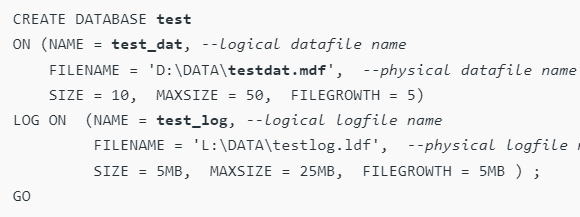 CREATE DATABASE test
ON (NAME = test_dat, --logical datafile name
FILENAME = 'D:\DATA\testdat.mdf', --physical datafile name
SIZE = 10, MAXSIZE = 50, FILEGROWTH = 5)
LOG ON (NAME = test_log, --logical logfile name
FILENAME = 'L:\DATA\testlog.ldf', --physical logfile
SIZE = 5MB, MAXSIZE = 25MB, FILEGROWTH = 5MB ) ;
GO